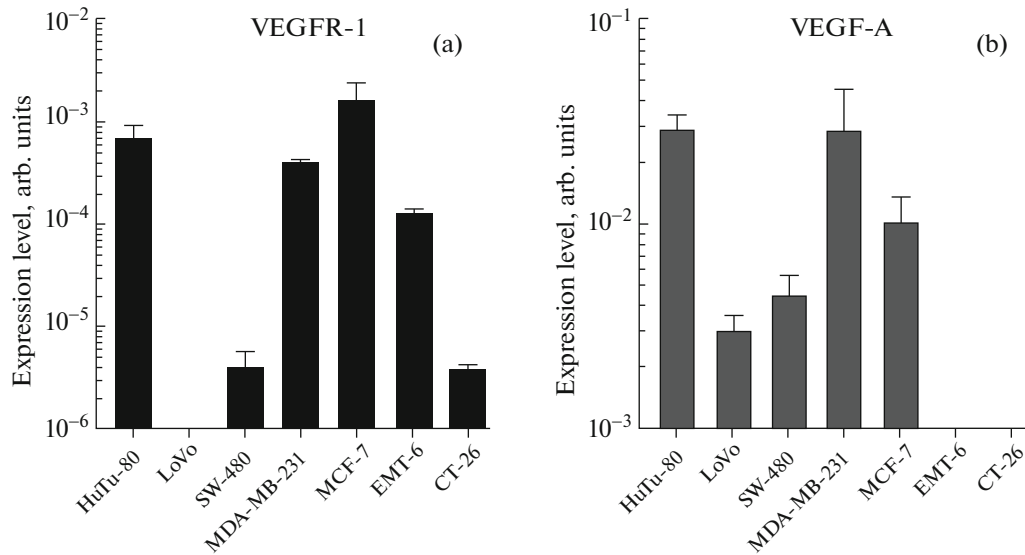 VEGFR-1
(a)
Expression level, arb. units
10⁻²
10⁻³
10⁻⁴
10⁻⁵
10⁻⁶
HuTu-80
LoVo
SW-480
MDA-MB-231
MCF-7
EMT-6
CT-26
VEGF-A
(b)
Expression level, arb. units
10⁻¹
10⁻²
10⁻³
HuTu-80
LoVo
SW-480
MDA-MB-231
MCF-7
EMT-6
CT-26